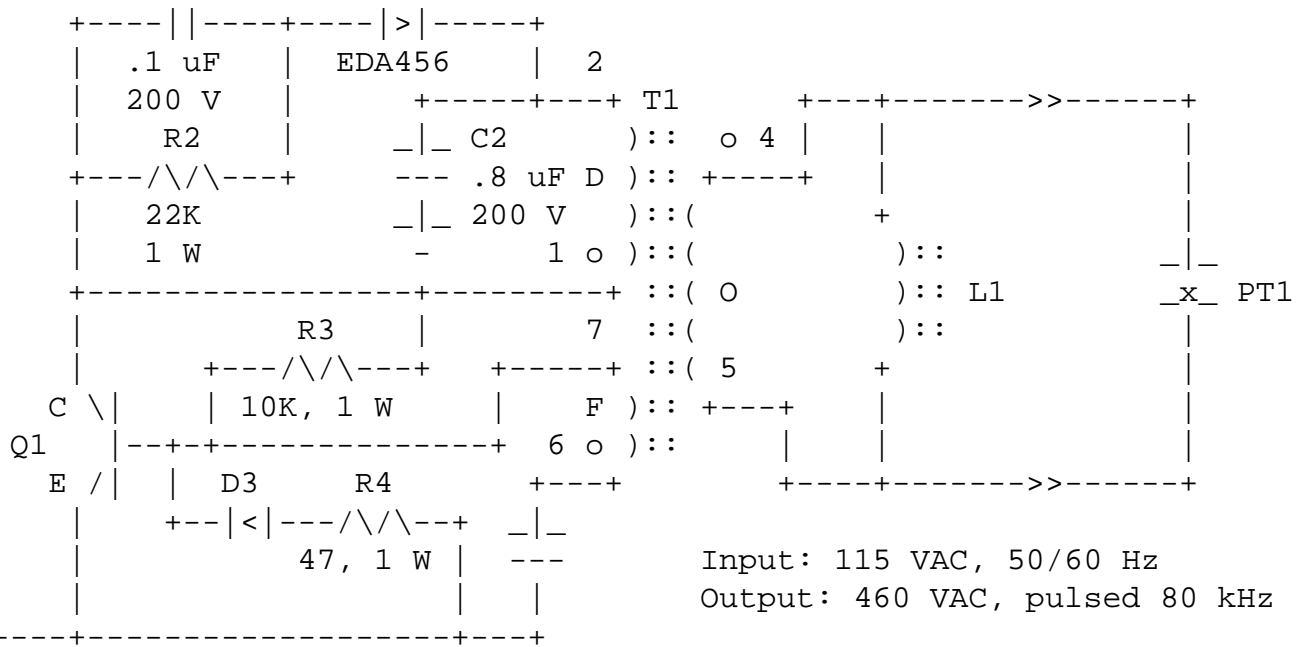 .1 uF EDA456 2
200 V T1
R2 C2 o 4
.8 uF D
22K 200 V
1 W 1 o
O L1 x PT1
R3 7
5
C 10K, 1 W F
Q1 6 o
E D3 R4
47, 1 W Input: 115 VAC, 50/60 Hz
Output: 460 VAC, pulsed 80 kHz